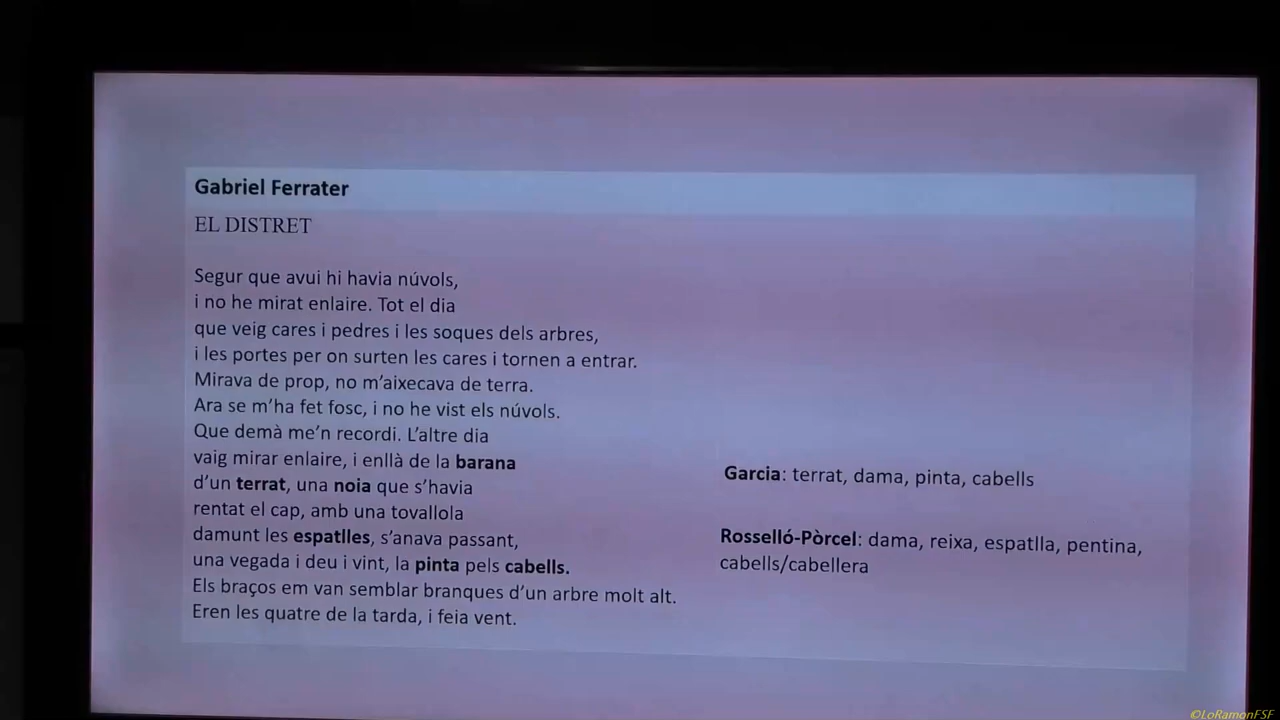 Gabriel Ferrater
EL DISTRET
Segur que avui hi havia núvols,
i no he mirat enlaire. Tot el dia
que veig cares i pedres i les soques dels arbres,
i les portes per on surten les cares i tornen a entrar.
Mirava de prop, no m’aixecava de terra.
Ara se m’ha fet fosc, i no he vist els núvols.
Que demà me’n recordi. L’altre dia
vaig mirar enlaire, i enllà de la barana
d’un terrat, una noia que s’havia
rentat el cap, amb una tovallola
damunt les espatlles, s’anava passant,
una vegada i deu i vint, la pinta pels cabells.
Els braços em van semblar branques d’un arbre molt alt.
Eren les quatre de la tarda, i feia vent.
Garcia: terrat, dama, pinta, cabells
Rosselló-Pòrcel: dama, reixa, espatlla, pentina,
cabells/cabellera
©LoRamonFSF